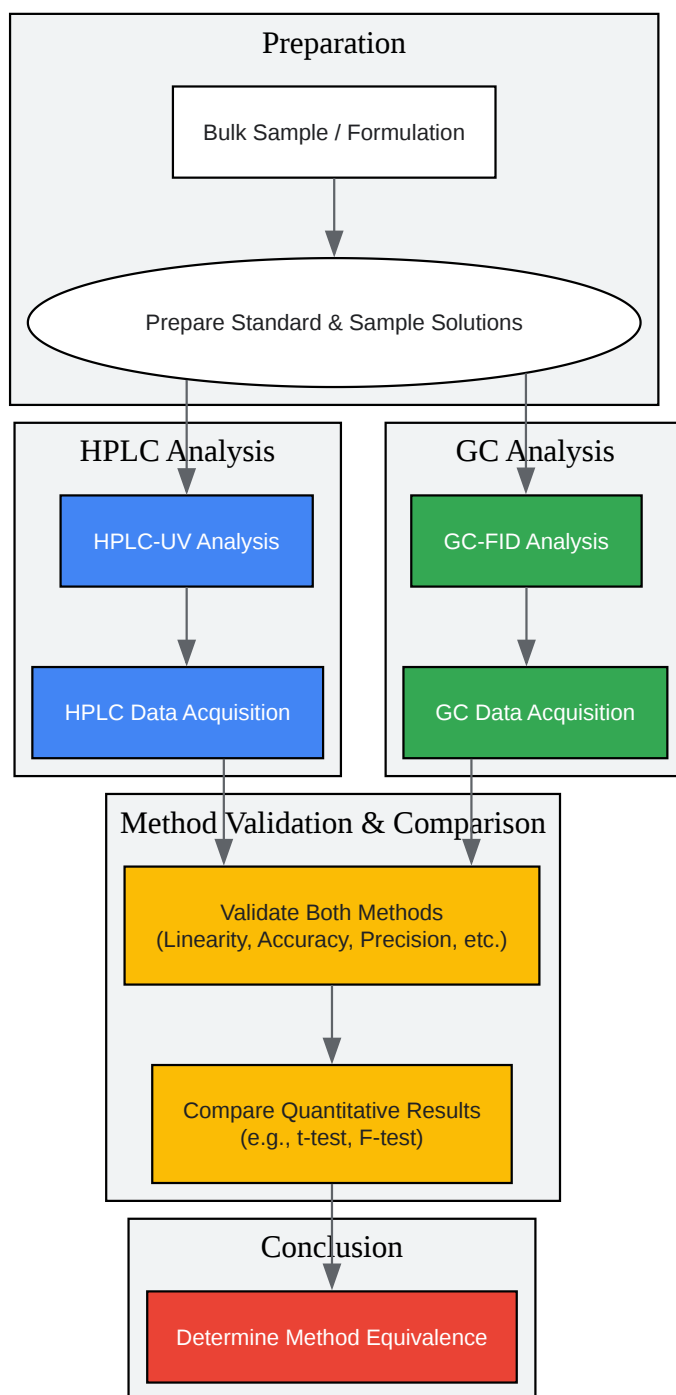 Preparation
Bulk Sample / Formulation
Prepare Standard & Sample Solutions
HPLC Analysis
GC Analysis
HPLC-UV Analysis
GC-FID Analysis
HPLC Data Acquisition
GC Data Acquisition
Method Validation & Comparison
Validate Both Methods
(Linearity, Accuracy, Precision, etc.)
Compare Quantitative Results
(e.g., t-test, F-test)
Conclusion
Determine Method Equivalence